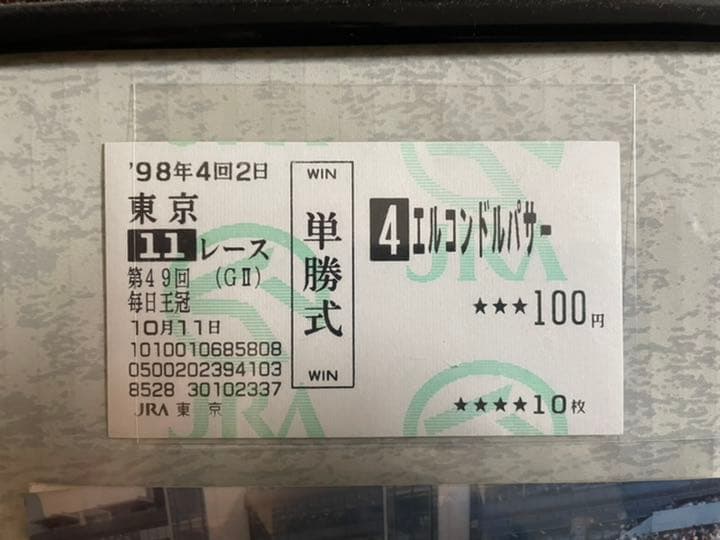 '98年4回2日
東京
11レース
第49回 (GⅡ)
毎日王冠
10月11日
1010010685808
0500202394103
8528 30102337
JRA 東京
WIN
単勝式
WIN
4 エルコンドルパサー
★★★100円
★★★★10枚
JRA
JRA